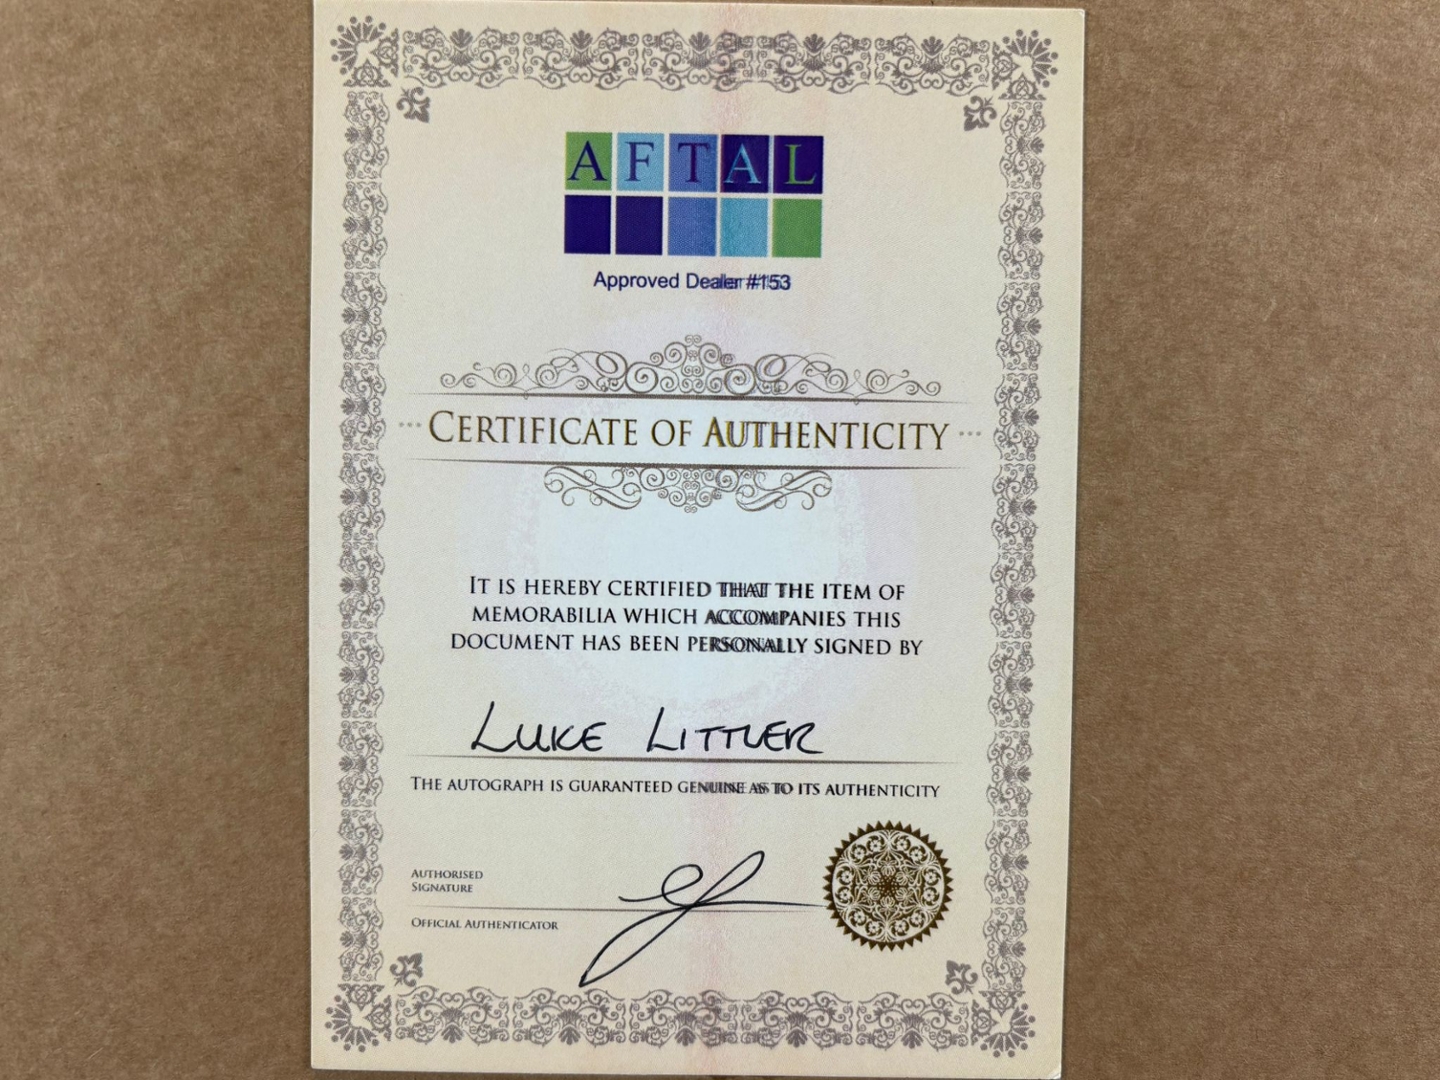 AFTAL
Approved Dealer #153
CERTIFICATE OF AUTHENTICITY
IT IS HEREBY CERTIFIED THAT THE ITEM OF
MEMORABILIA WHICH ACCOMPANIES THIS
DOCUMENT HAS BEEN PERSONALLY SIGNED BY
LUKE LITTLER
THE AUTOGRAPH IS GUARANTEED GENUINE AS TO ITS AUTHENTICITY
AUTHORISED
SIGNATURE
OFFICIAL AUTHENTICATOR